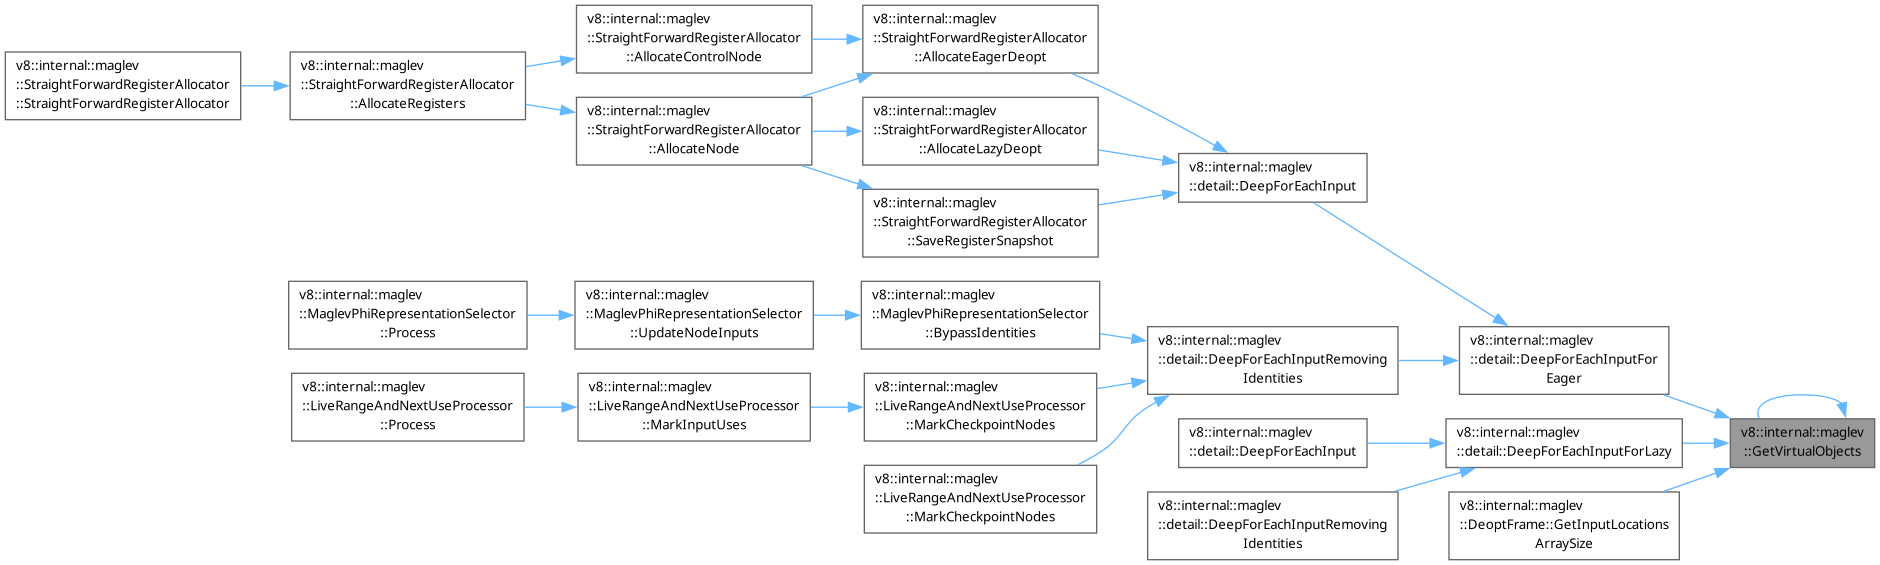 v8::internal::maglev
::StraightForwardRegisterAllocator
::StraightForwardRegisterAllocator
v8::internal::maglev
::StraightForwardRegisterAllocator
::AllocateRegisters
v8::internal::maglev
::StraightForwardRegisterAllocator
::AllocateControlNode
v8::internal::maglev
::StraightForwardRegisterAllocator
::AllocateNode
v8::internal::maglev
::StraightForwardRegisterAllocator
::AllocateEagerDeopt
v8::internal::maglev
::StraightForwardRegisterAllocator
::AllocateLazyDeopt
v8::internal::maglev
::StraightForwardRegisterAllocator
::SaveRegisterSnapshot
v8::internal::maglev
::detail::DeepForEachInput
v8::internal::maglev
::MaglevPhiRepresentationSelector
::Process
v8::internal::maglev
::MaglevPhiRepresentationSelector
::UpdateNodeInputs
v8::internal::maglev
::MaglevPhiRepresentationSelector
::BypassIdentities
v8::internal::maglev
::LiveRangeAndNextUseProcessor
::Process
v8::internal::maglev
::LiveRangeAndNextUseProcessor
::MarkInputUses
v8::internal::maglev
::LiveRangeAndNextUseProcessor
::MarkCheckpointNodes
v8::internal::maglev
::LiveRangeAndNextUseProcessor
::MarkCheckpointNodes
v8::internal::maglev
::detail::DeepForEachInputRemoving
Identities
v8::internal::maglev
::detail::DeepForEachInput
v8::internal::maglev
::detail::DeepForEachInputRemoving
Identities
v8::internal::maglev
::detail::DeepForEachInputFor
Eager
v8::internal::maglev
::detail::DeepForEachInputForLazy
v8::internal::maglev
::DeoptFrame::GetInputLocations
ArraySize
v8::internal::maglev
::GetVirtualObjects